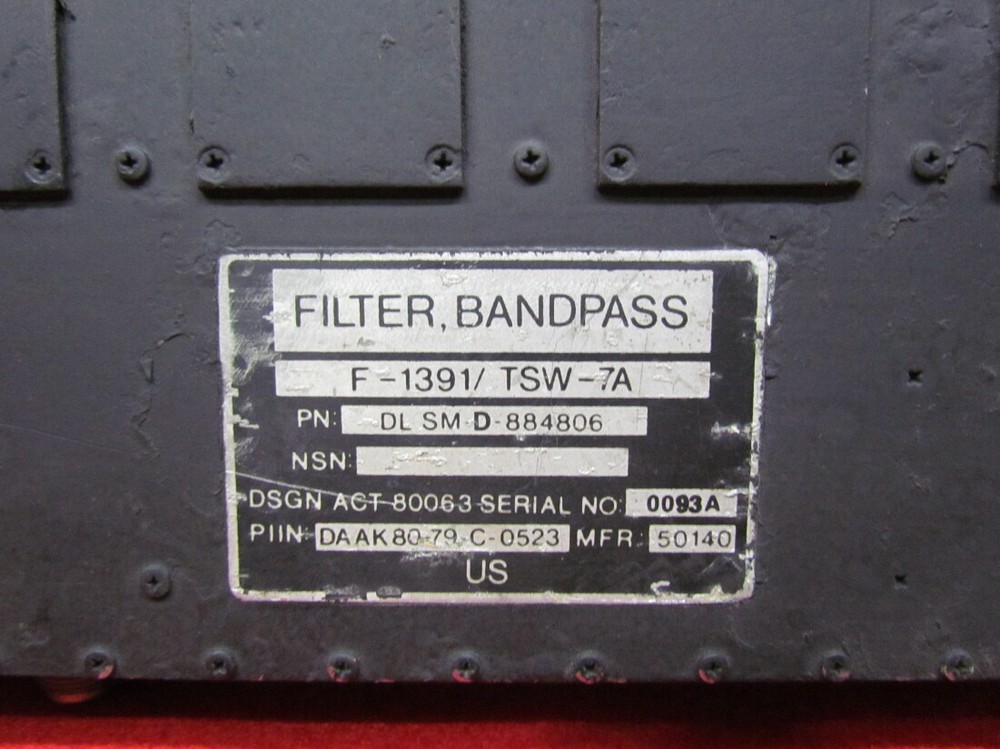 FILTER, BANDPASS
F-1391/ TSW-7A
PN: DL SM-D-884806
NSN:
DSGN ACT 80063 SERIAL NO: 0093A
PIIN: DAAK80-79-C-0523 MFR: 50140
US